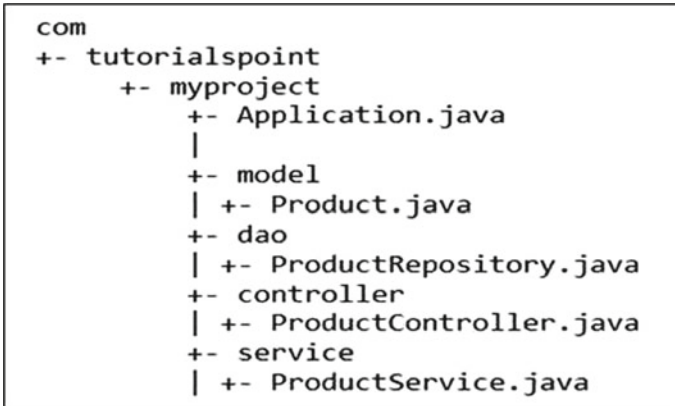 com
+- tutorialspoint
+- myproject
+- Application.java
|
+- model
| +- Product.java
+- dao
| +- ProductRepository.java
+- controller
| +- ProductController.java
+- service
| +- ProductService.java